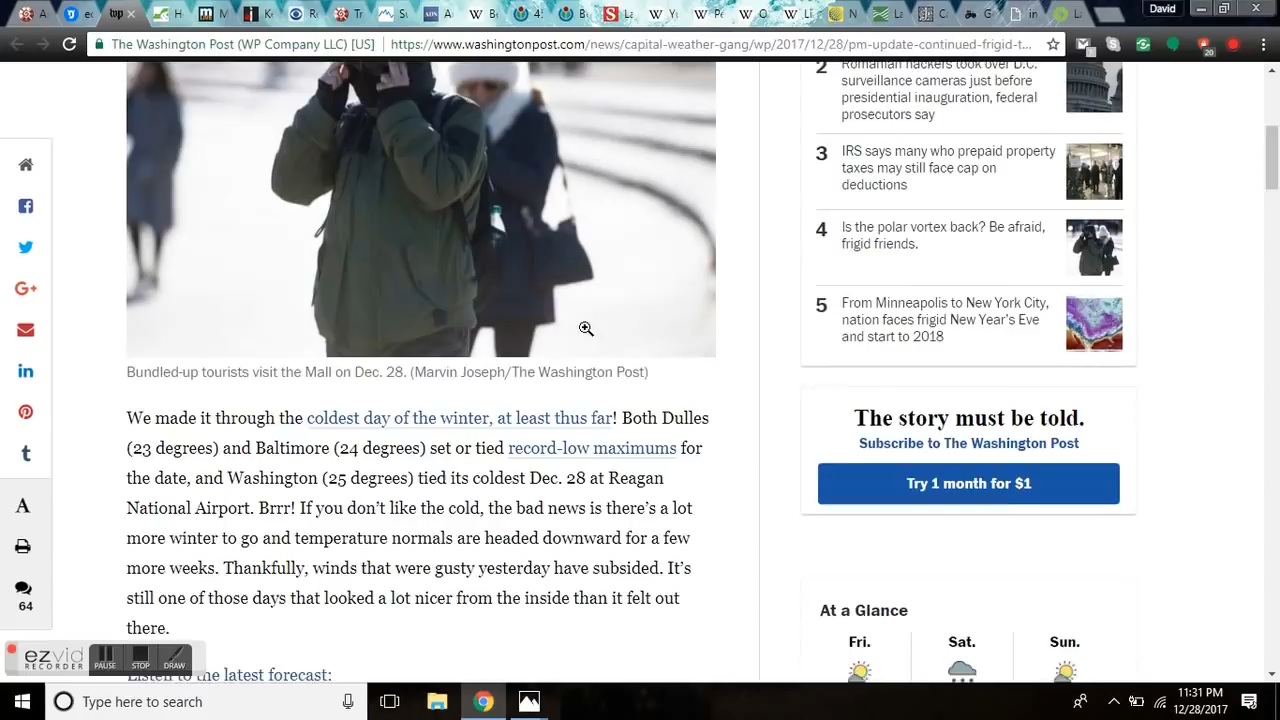 David
The Washington Post (WP Company LLC) [US]
https://www.washingtonpost.com/news/capital-weather-gang/wp/2017/12/28/pm-update-continued-frigid-t...
20
2
Romanian hackers took over D.C.
surveillance cameras just before
presidential inauguration, federal
prosecutors say
3
IRS says many who prepaid property
taxes may still face cap on
deductions
4
Is the polar vortex back? Be afraid,
frigid friends.
5
From Minneapolis to New York City,
nation faces frigid New Year's Eve
and start to 2018
Bundled-up tourists visit the Mall on Dec. 28. (Marvin Joseph/The Washington Post)
We made it through the coldest day of the winter, at least thus far! Both Dulles
(23 degrees) and Baltimore (24 degrees) set or tied record-low maximums for
the date, and Washington (25 degrees) tied its coldest Dec. 28 at Reagan
National Airport. Brrr! If you don't like the cold, the bad news is there's a lot
more winter to go and temperature normals are headed downward for a few
more weeks. Thankfully, winds that were gusty yesterday have subsided. It's
still one of those days that looked a lot nicer from the inside than it felt out
there.
Listen to the latest forecast:
The story must be told.
Subscribe to The Washington Post
Try 1 month for $1
At a Glance
Fri. Sat. Sun.
G+
A
64
ezvid
RECORDER
PAUSE STOP DRAW
Type here to search
11:31 PM
12/28/2017